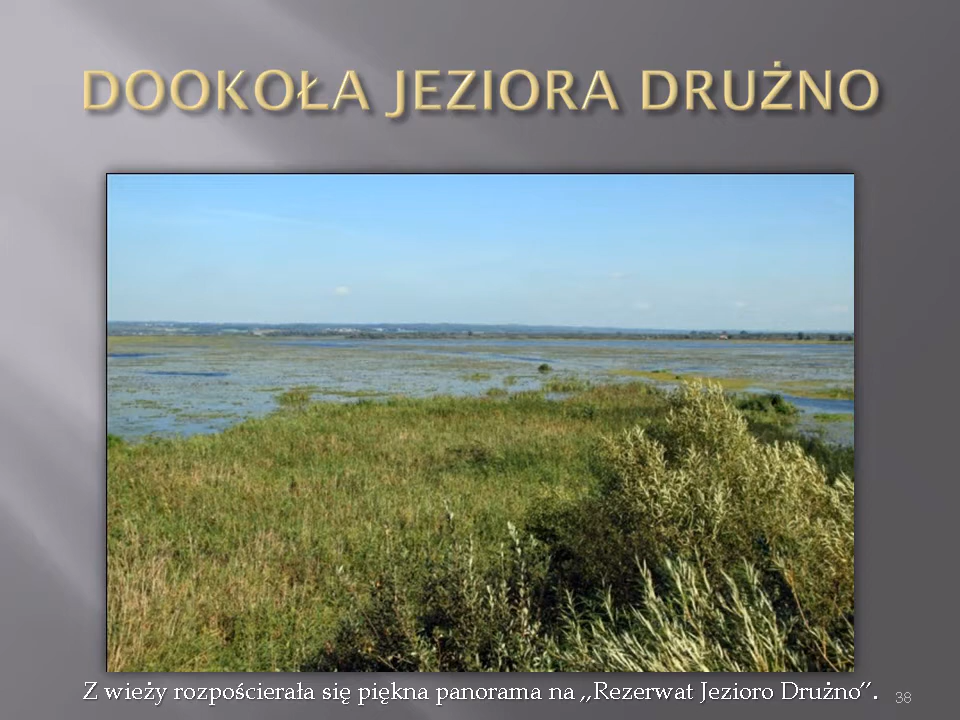 DOOKOŁA JEZIORA DRUŻNO
Z wieży rozpościerała się piękna panorama na ,,Rezerwat Jezioro Drużno”.
38